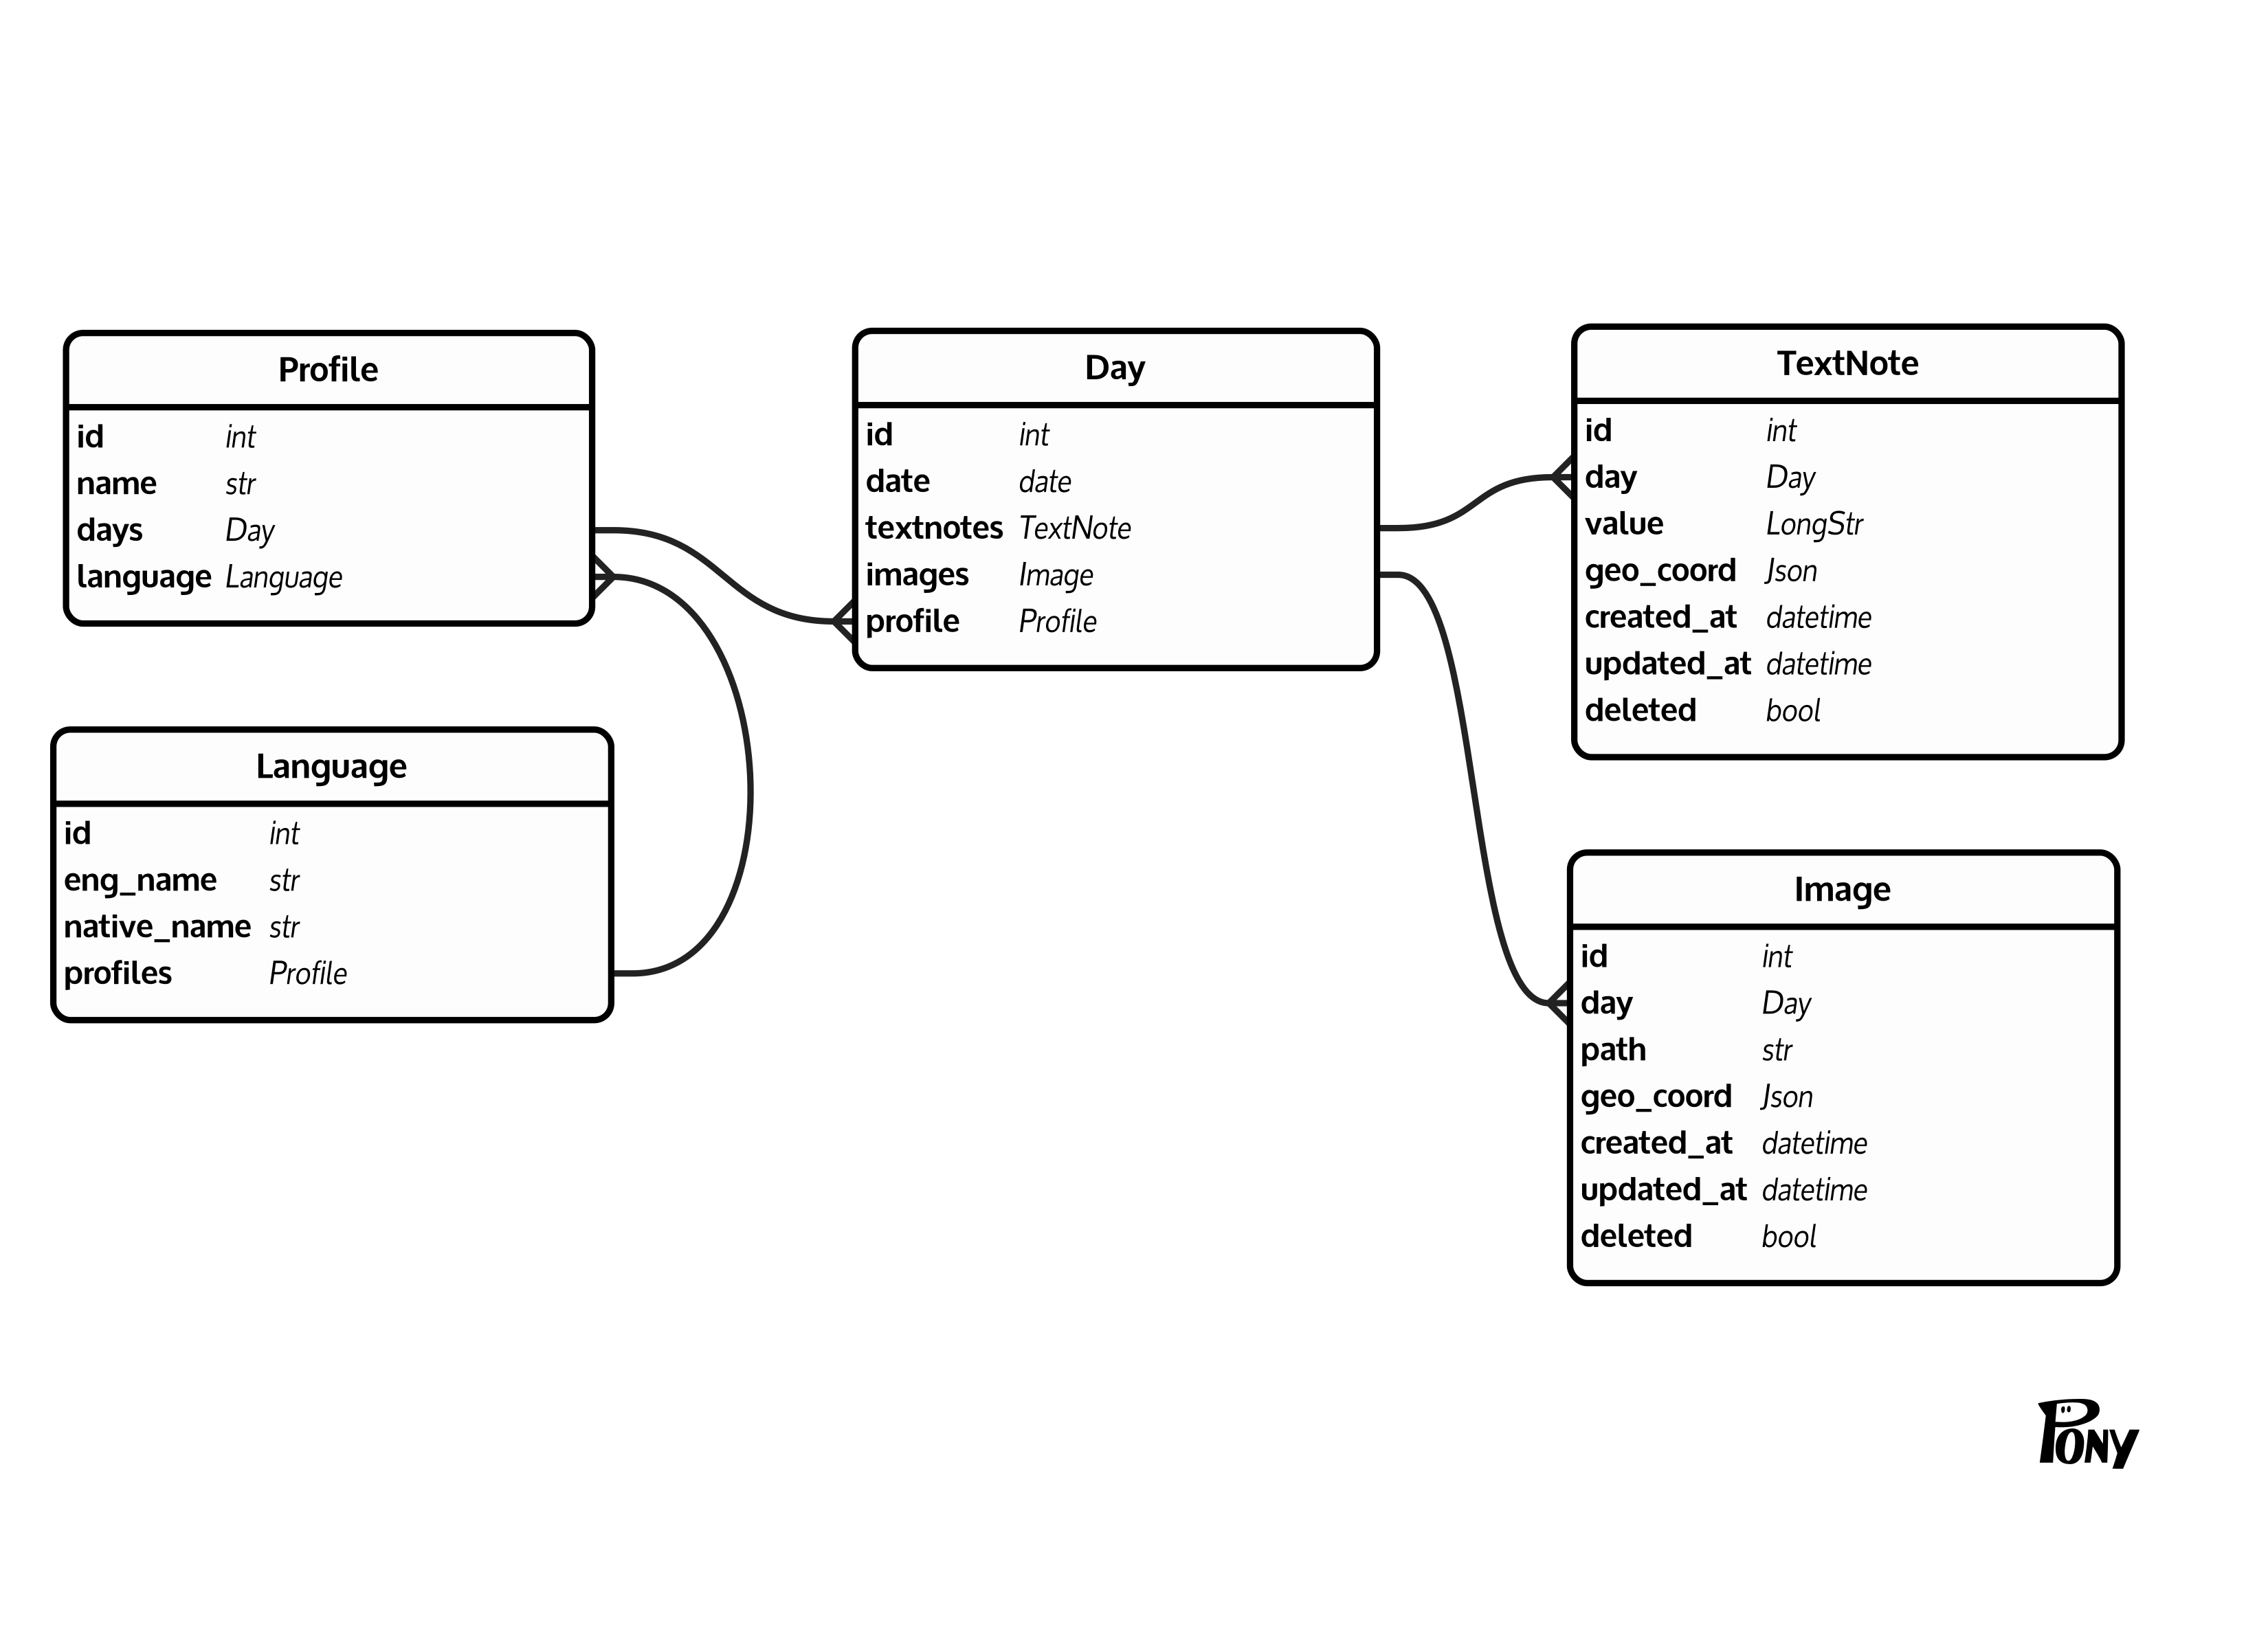 Profile
id int
name str
days Day
language Language
Language
id int
eng_name str
native_name str
profiles Profile
Day
id int
date date
textnotes TextNote
images Image
profile Profile
TextNote
id int
day Day
value LongStr
geo_coord Json
created_at datetime
updated_at datetime
deleted bool
Image
id int
day Day
path str
geo_coord Json
created_at datetime
updated_at datetime
deleted bool
PONY